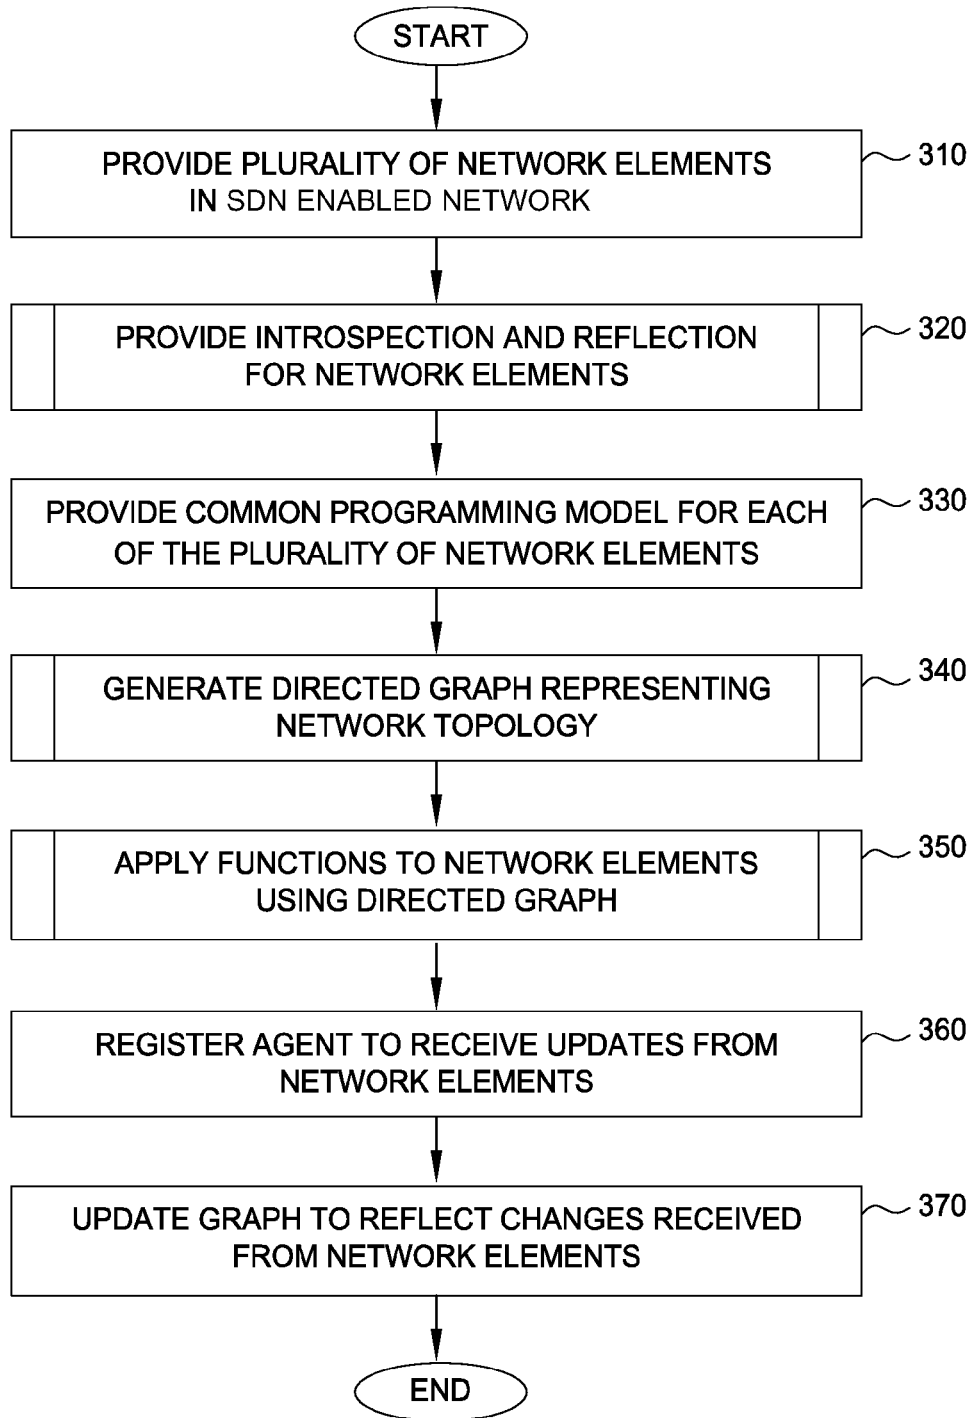 START
PROVIDE PLURALITY OF NETWORK ELEMENTS
IN SDN ENABLED NETWORK
310
PROVIDE INTROSPECTION AND REFLECTION
FOR NETWORK ELEMENTS
320
PROVIDE COMMON PROGRAMMING MODEL FOR EACH
OF THE PLURALITY OF NETWORK ELEMENTS
330
GENERATE DIRECTED GRAPH REPRESENTING
NETWORK TOPOLOGY
340
APPLY FUNCTIONS TO NETWORK ELEMENTS
USING DIRECTED GRAPH
350
REGISTER AGENT TO RECEIVE UPDATES FROM
NETWORK ELEMENTS
360
UPDATE GRAPH TO REFLECT CHANGES RECEIVED
FROM NETWORK ELEMENTS
370
END